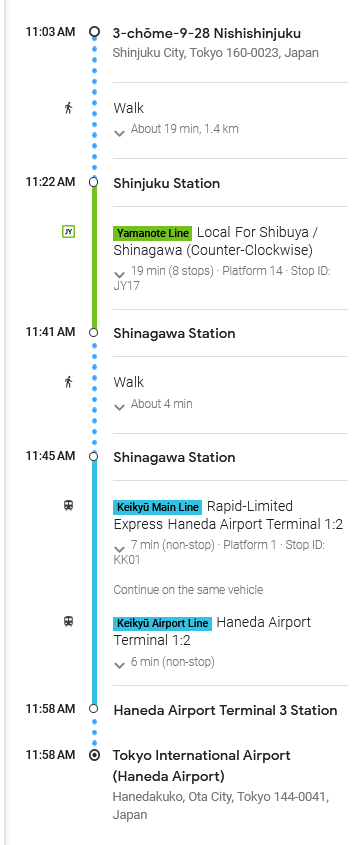 11:03 AM 3-chōme-9-28 Nishishinjuku
Shinjuku City, Tokyo 160-0023, Japan
Walk
About 19 min, 1.4 km
11:22 AM Shinjuku Station
JY Yamanote Line Local For Shibuya /
Shinagawa (Counter-Clockwise)
19 min (8 stops) · Platform 14 · Stop ID:
JY17
11:41 AM Shinagawa Station
Walk
About 4 min
11:45 AM Shinagawa Station
Keikyū Main Line Rapid-Limited
Express Haneda Airport Terminal 1:2
7 min (non-stop) · Platform 1 · Stop ID:
KK01
Continue on the same vehicle
Keikyū Airport Line Haneda Airport
Terminal 1:2
6 min (non-stop)
11:58 AM Haneda Airport Terminal 3 Station
11:58 AM Tokyo International Airport
(Haneda Airport)
Hanedakuko, Ota City, Tokyo 144-0041,
Japan